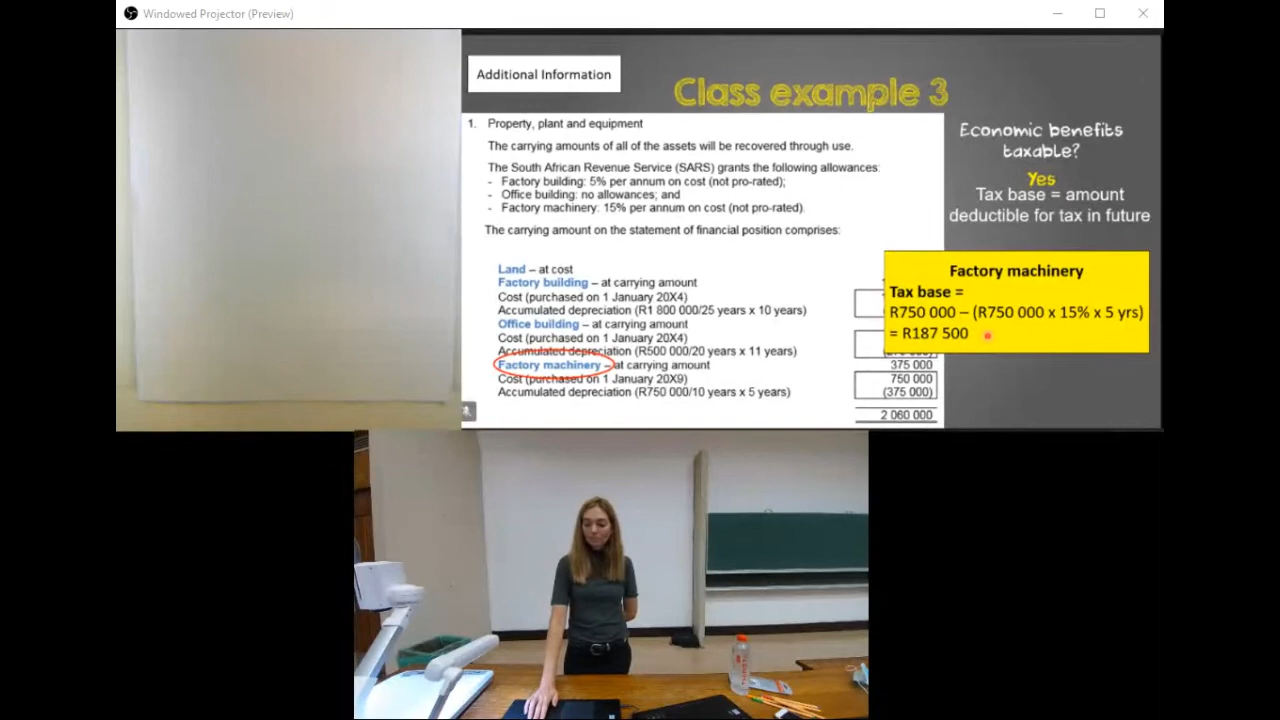 Windowed Projector (Preview)
Additional Information
Class example 3
1. Property, plant and equipment
The carrying amounts of all of the assets will be recovered through use.
The South African Revenue Service (SARS) grants the following allowances:
- Factory building: 5% per annum on cost (not pro-rated);
- Office building: no allowances; and
- Factory machinery: 15% per annum on cost (not pro-rated).
The carrying amount on the statement of financial position comprises:
Land – at cost
Factory building – at carrying amount
Cost (purchased on 1 January 20X4)
Accumulated depreciation (R1 800 000/25 years x 10 years)
Office building – at carrying amount
Cost (purchased on 1 January 20X4)
Accumulated depreciation (R500 000/20 years x 11 years)
Factory machinery – at carrying amount 375 000
Cost (purchased on 1 January 20X9) 750 000
Accumulated depreciation (R750 000/10 years x 5 years) (375 000)
2 060 000
Economic benefits
taxable?
Yes
Tax base = amount
deductible for tax in future
Factory machinery
Tax base =
R750 000 – (R750 000 x 15% x 5 yrs)
= R187 500